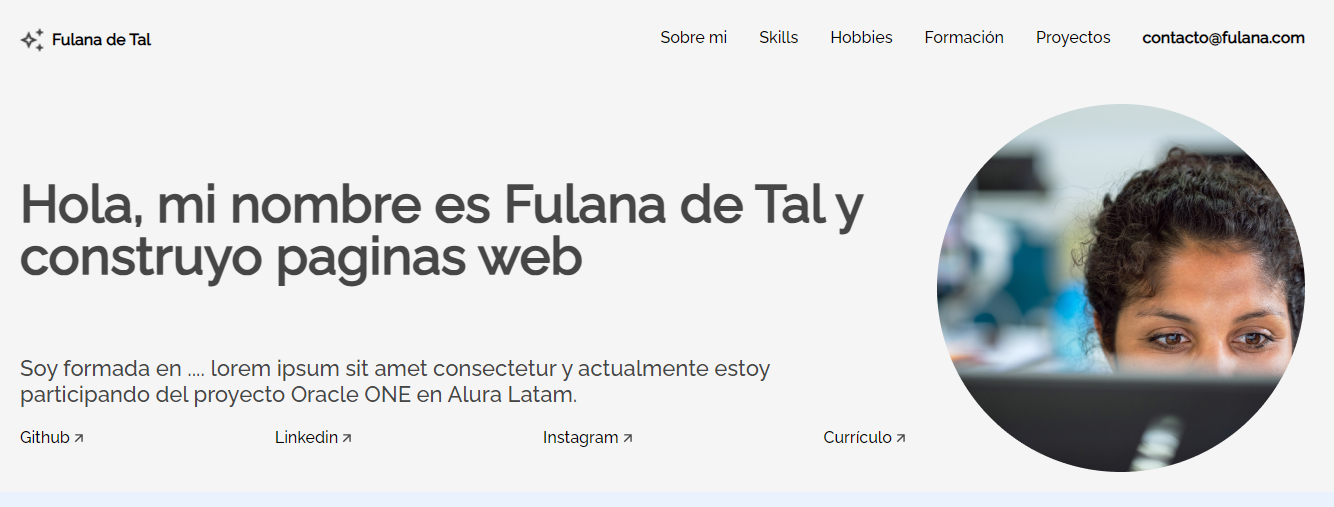 Fulana de Tal
Sobre mi Skills Hobbies Formación Proyectos contacto@fulana.com
Hola, mi nombre es Fulana de Tal y
construyo paginas web
Soy formada en .... lorem ipsum sit amet consectetur y actualmente estoy
participando del proyecto Oracle ONE en Alura Latam.
Github Linkedin Instagram Currículo